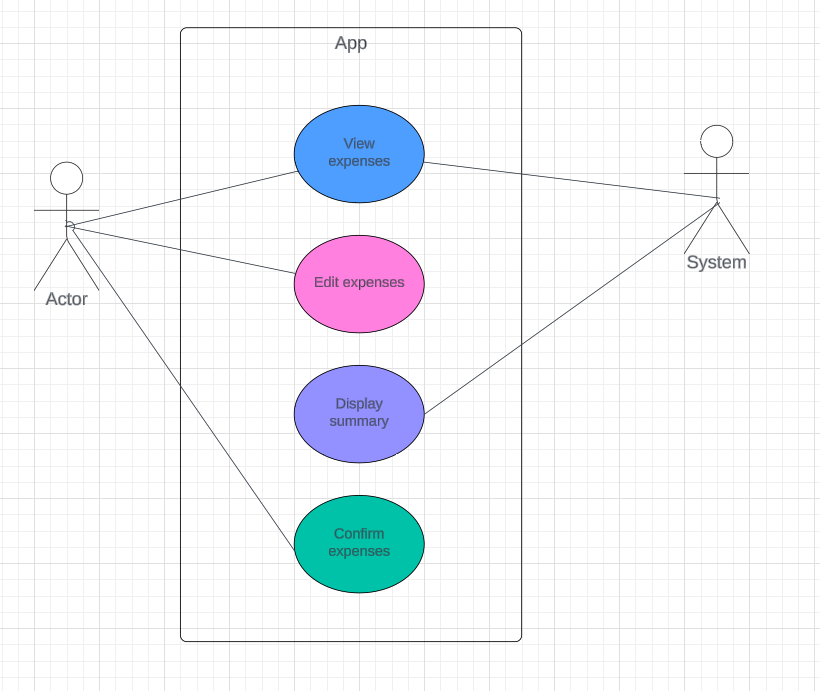 App
View
expenses
Edit expenses
Display
summary
Confirm
expenses
Actor
System